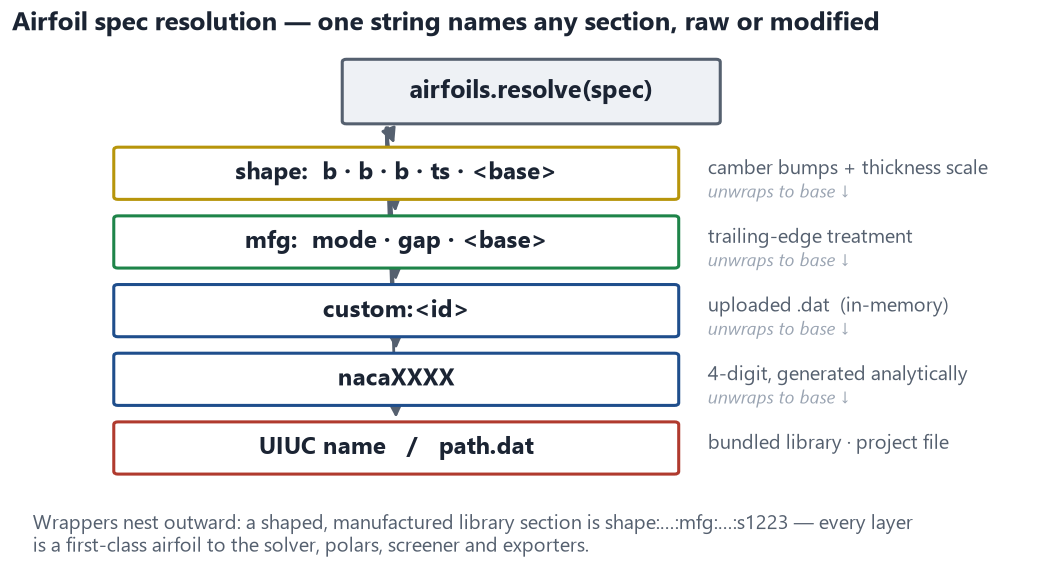 Airfoil spec resolution — one string names any section, raw or modified
airfoils.resolve(spec)
shape:  b · b · b · ts · <base>
camber bumps + thickness scale
unwraps to base ↓
mfg:  mode · gap · <base>
trailing-edge treatment
unwraps to base ↓
custom:<id>
uploaded .dat  (in-memory)
unwraps to base ↓
nacaXXXX
4-digit, generated analytically
unwraps to base ↓
UIUC name  /  path.dat
bundled library · project file
Wrappers nest outward: a shaped, manufactured library section is shape:…:mfg:…:s1223 — every layer
is a first-class airfoil to the solver, polars, screener and exporters.